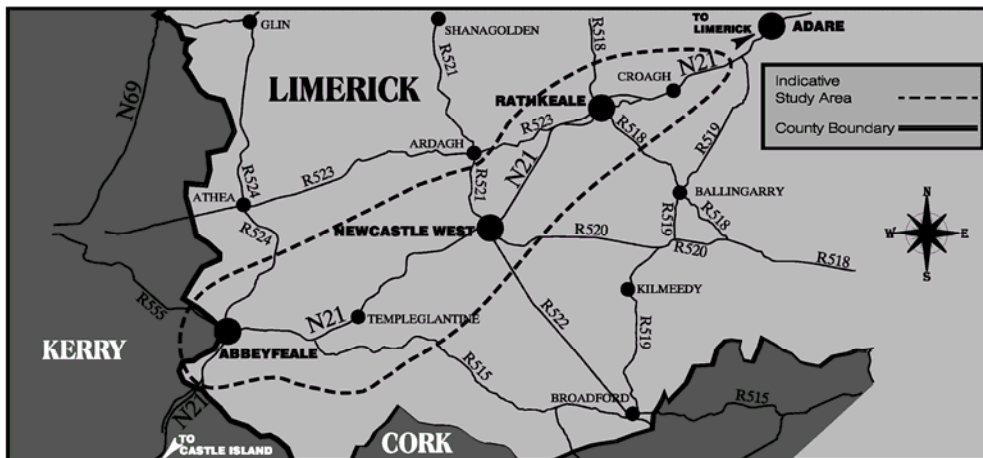 GLIN
SHANAGOLDEN
R518
TO
LIMERICK
ADARE
N69
R521
LIMERICK
CROAGH
N21
RATHKEALE
Indicative
Study Area
County Boundary
R523
R518
R519
ARDAGH
N21
R523
R524
ATHEA
R521
BALLINGARRY
R518
R519
N
W
E
S
NEWCASTLE WEST
R524
R520
R520
R518
R555
KILMEEDY
N21
TEMPLEGLANTINE
R522
R519
KERRY
ABBEYFEALE
R515
BROADFORD
R515
N21
TO
CASTLE ISLAND
CORK